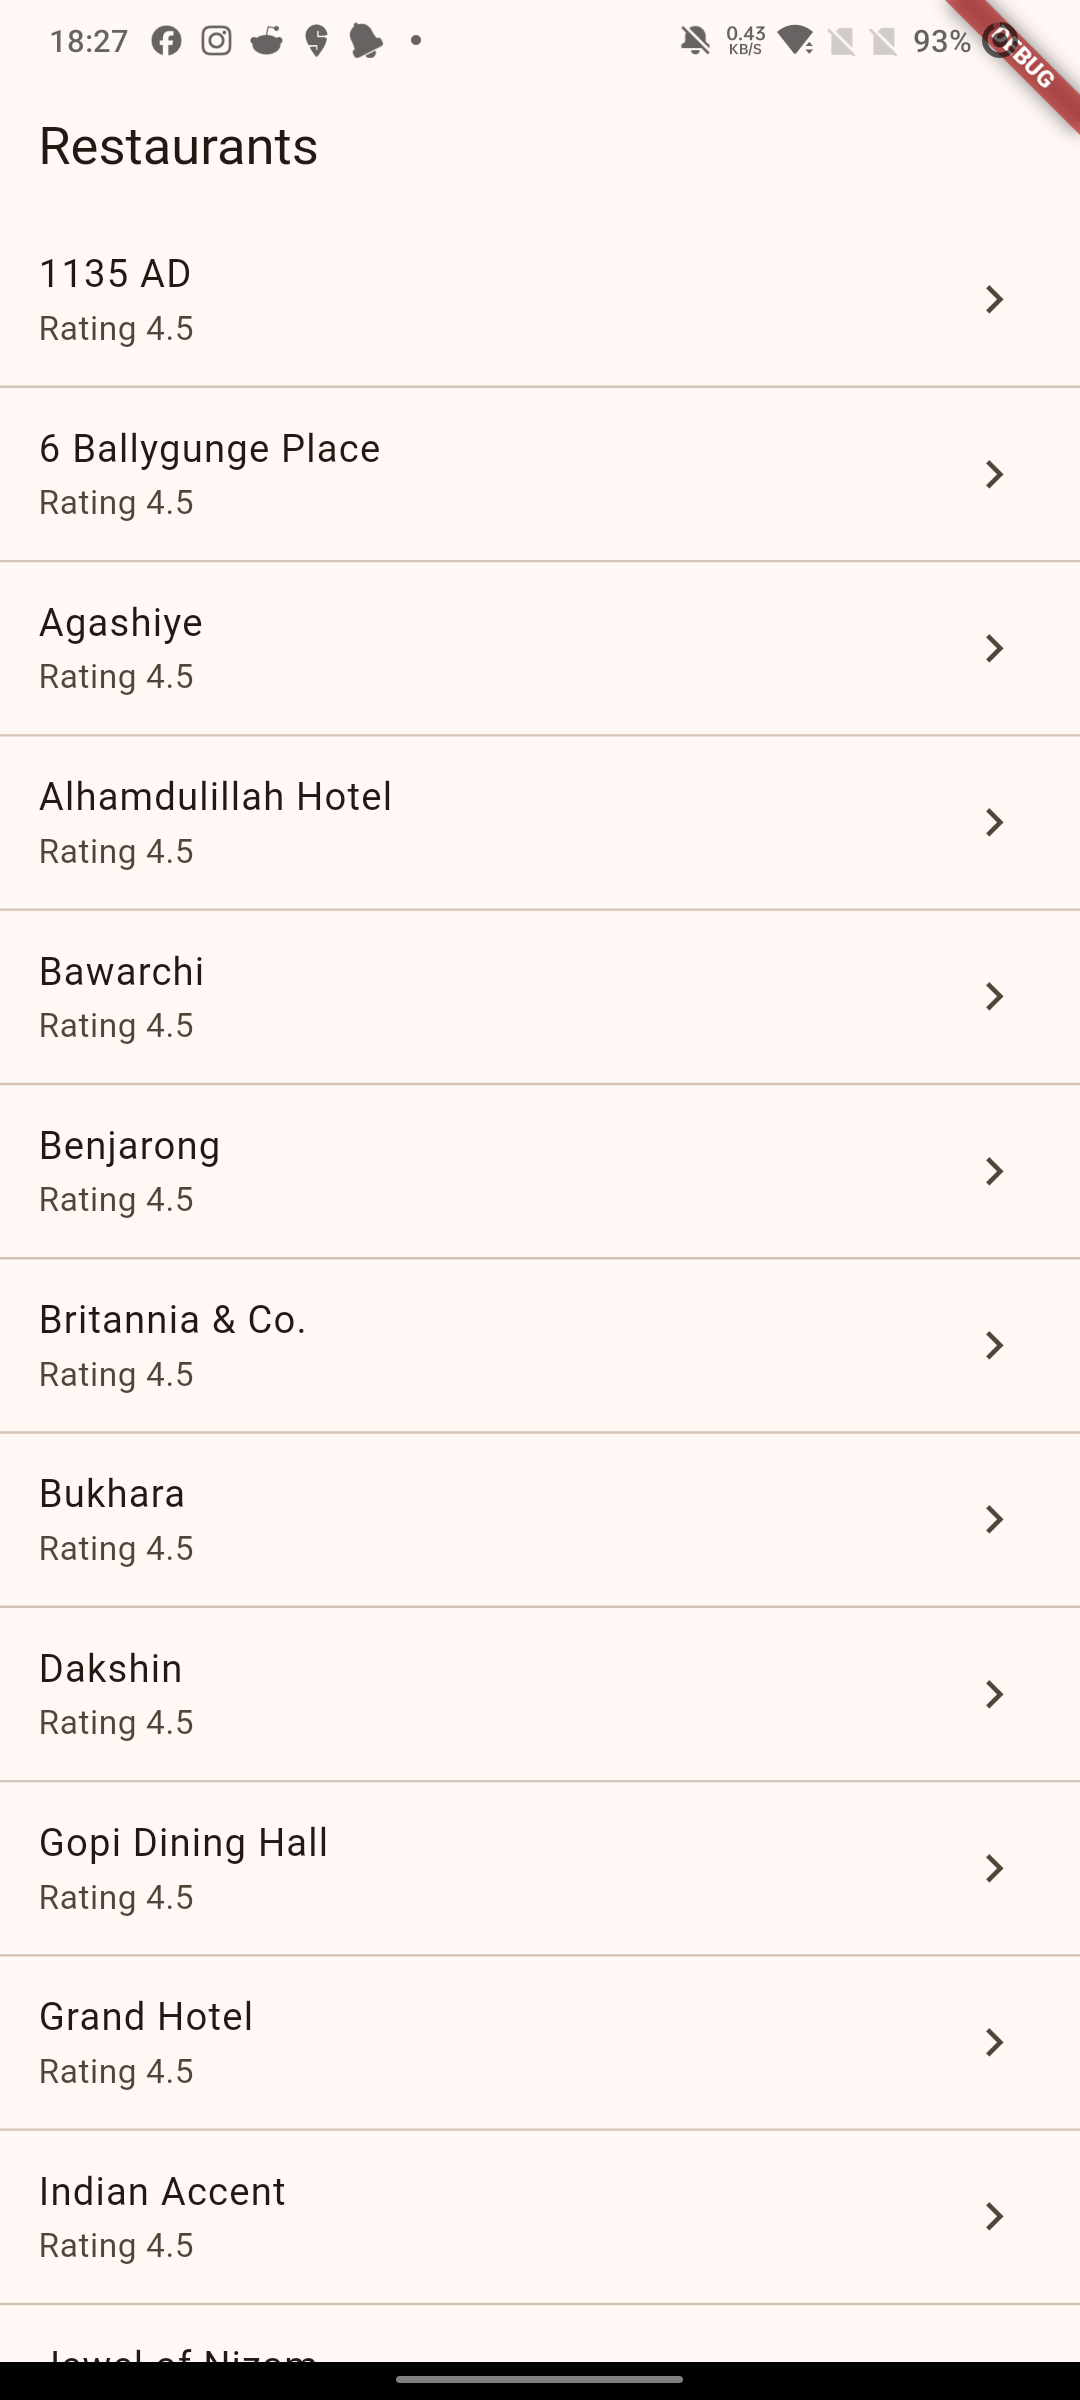 18:27
0.43
KB/S
93%
DEBUG
Restaurants
1135 AD
Rating 4.5
6 Ballygunge Place
Rating 4.5
Agashiye
Rating 4.5
Alhamdulillah Hotel
Rating 4.5
Bawarchi
Rating 4.5
Benjarong
Rating 4.5
Britannia & Co.
Rating 4.5
Bukhara
Rating 4.5
Dakshin
Rating 4.5
Gopi Dining Hall
Rating 4.5
Grand Hotel
Rating 4.5
Indian Accent
Rating 4.5
Jewel of Nizam